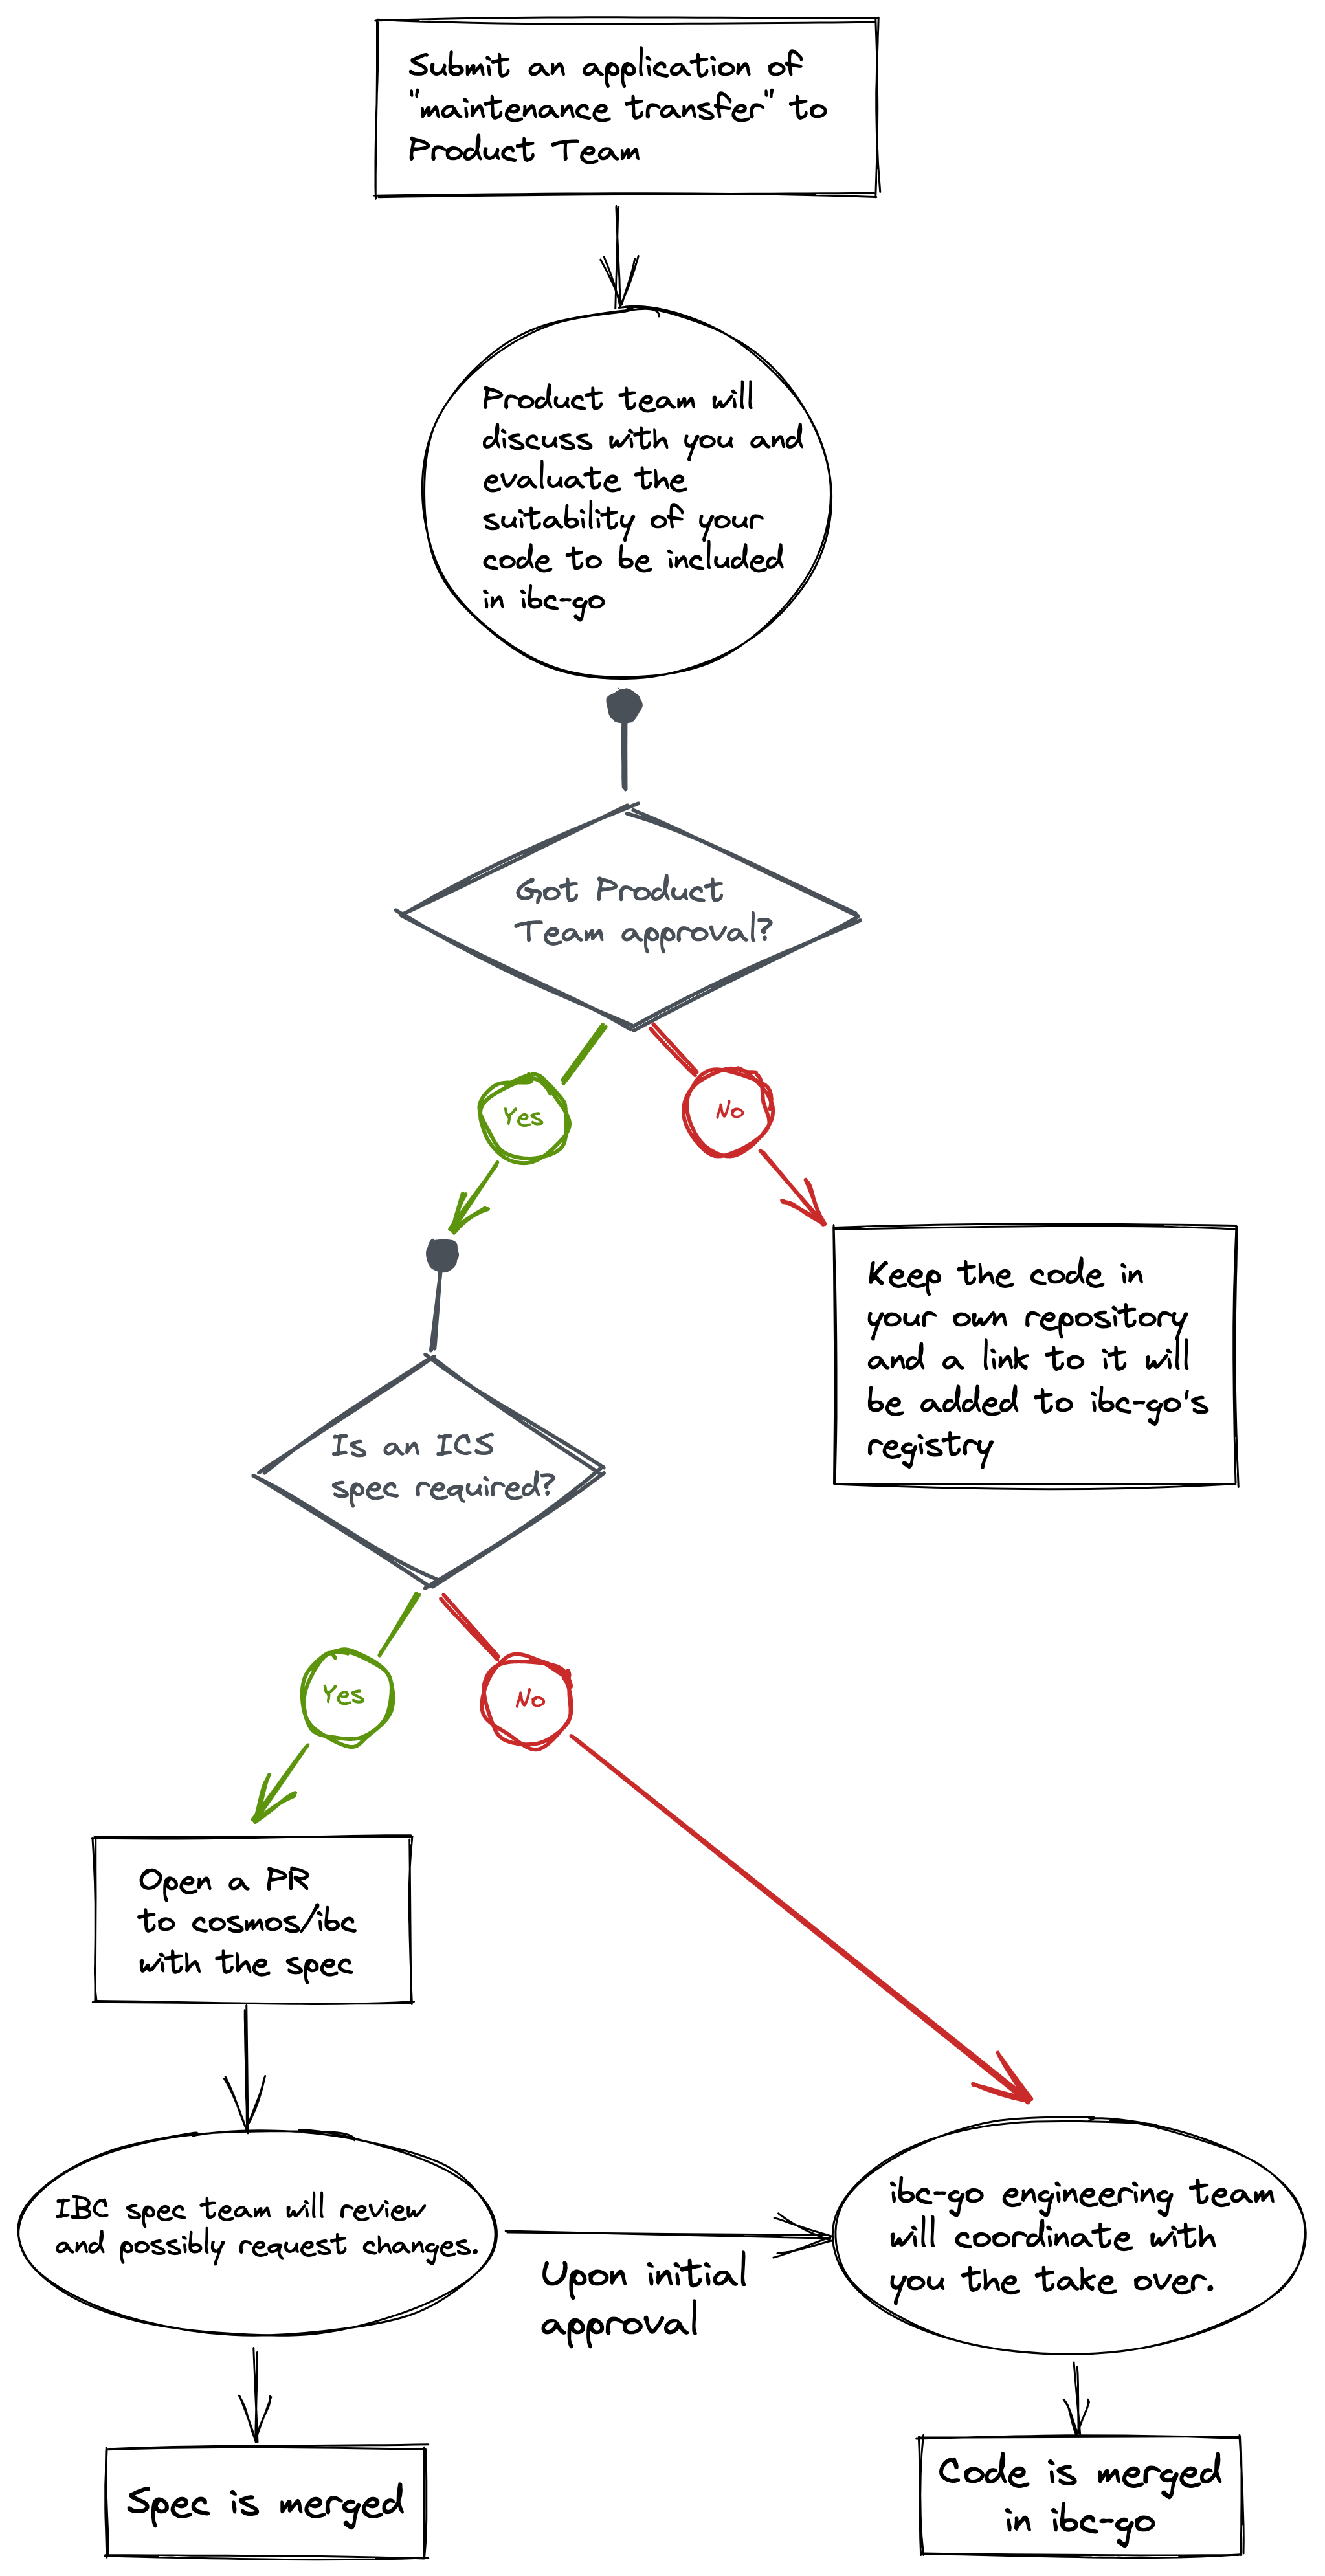 Submit an application of
"maintenance transfer" to
Product Team
Product team will
discuss with you and
evaluate the
suitability of your
code to be included
in ibc-go
Got Product
Team approval?
Yes
No
Keep the code in
your own repository
and a link to it will
be added to ibc-go's
registry
Is an ICS
spec required?
Yes
No
Open a PR
to cosmos/ibc
with the spec
IBC spec team will review
and possibly request changes.
Upon initial
approval
ibc-go engineering team
will coordinate with
you the take over.
Spec is merged
Code is merged
in ibc-go